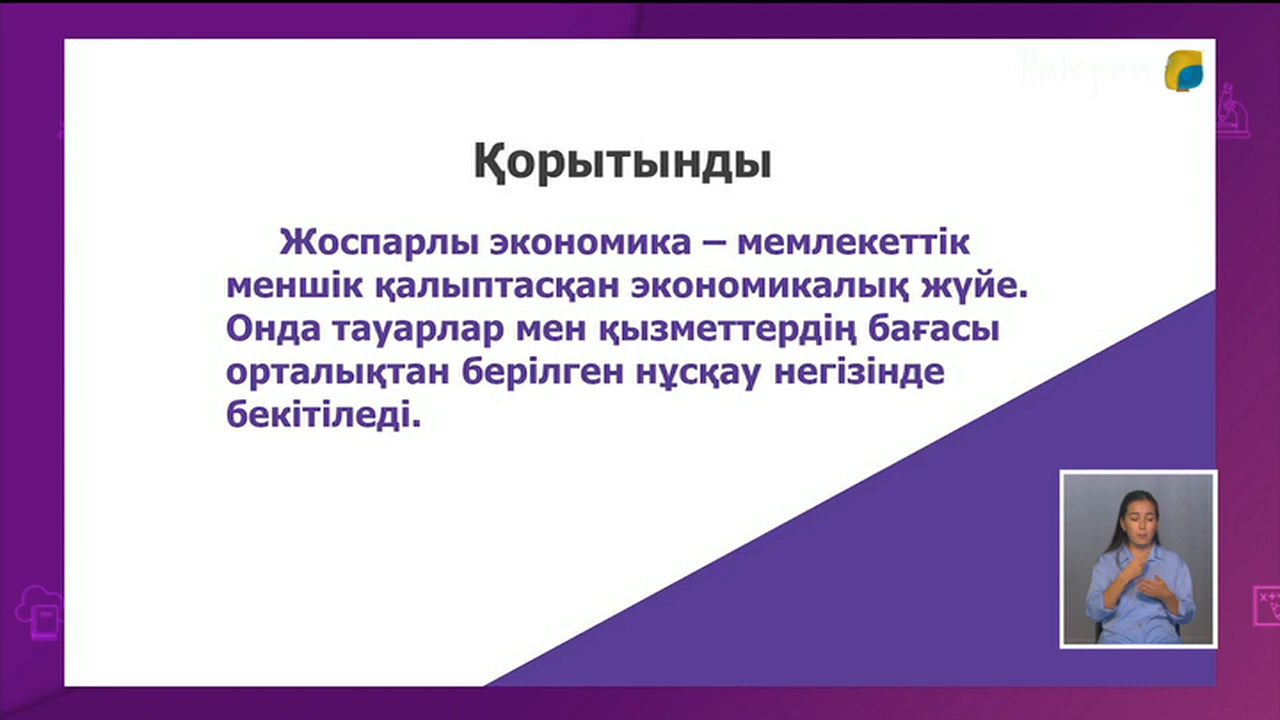 Қорытынды
Жоспарлы экономика – мемлекеттік
меншік қалыптасқан экономикалық жүйе.
Онда тауарлар мен қызметтердің бағасы
орталықтан берілген нұсқау негізінде
бекітіледі.